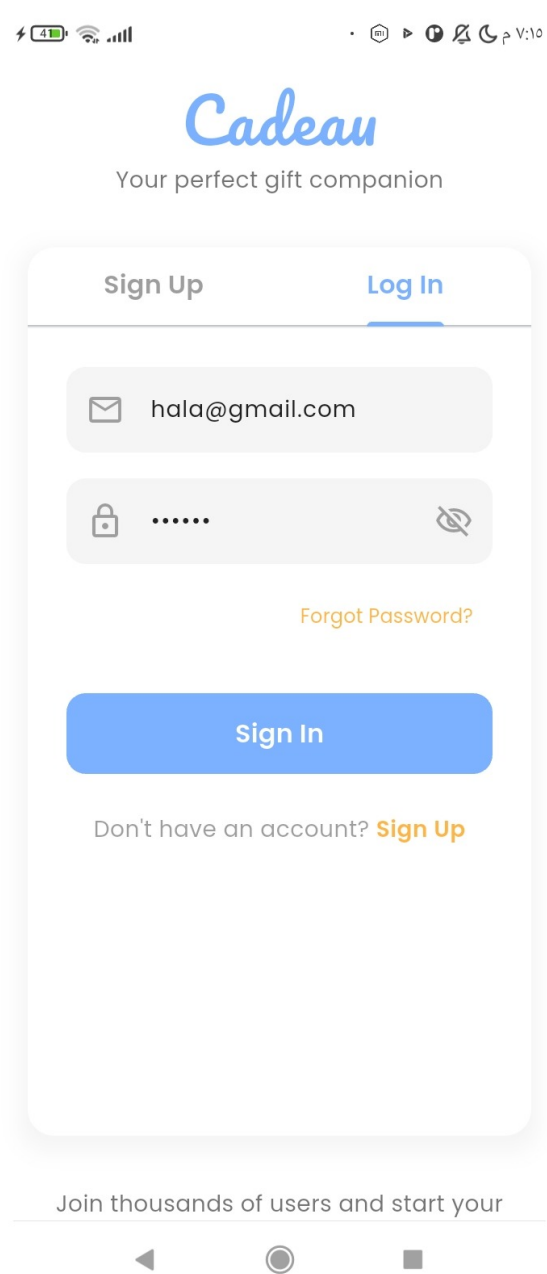 41
٧:١٥ م
Cadeau
Your perfect gift companion
Sign Up
Log In
hala@gmail.com
••••••
Forgot Password?
Sign In
Don't have an account? Sign Up
Join thousands of users and start your